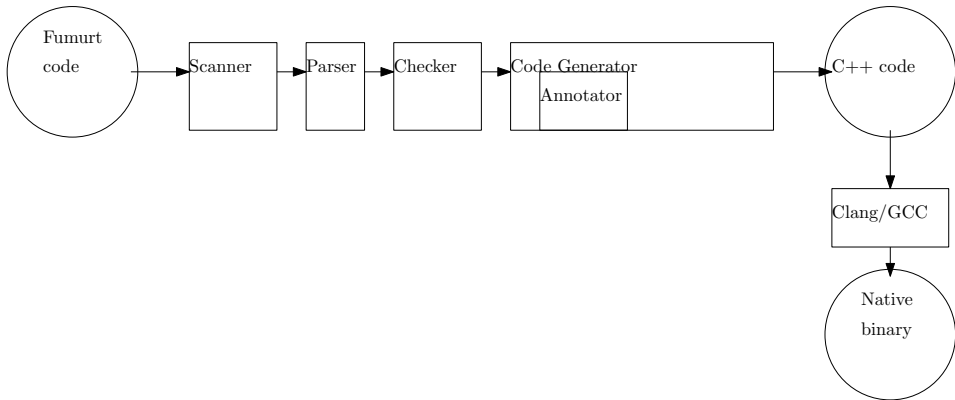 Fumurt
code
Scanner
Parser
Checker
Code Generator
Annotator
C++ code
Clang/GCC
Native
binary